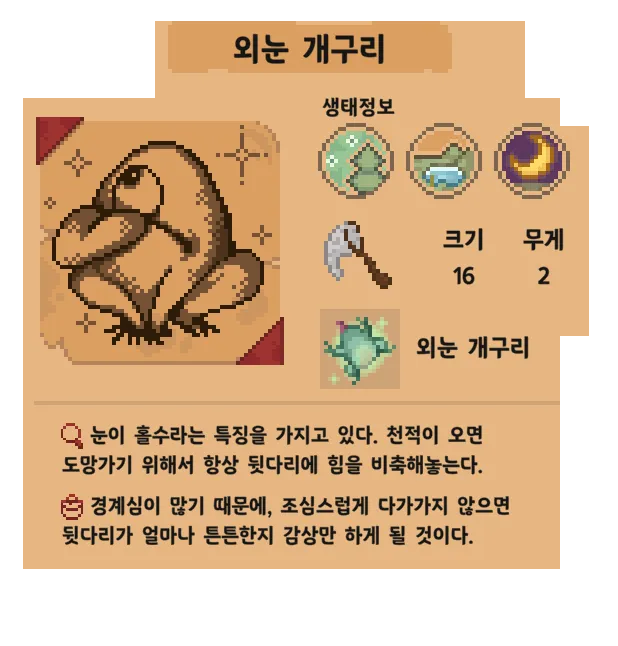 외눈 개구리
생태정보
크기 무게
16 2
외눈 개구리
눈이 홀수라는 특징을 가지고 있다. 천적이 오면
도망가기 위해서 항상 뒷다리에 힘을 비축해놓는다.
경계심이 많기 때문에, 조심스럽게 다가가지 않으면
뒷다리가 얼마나 튼튼한지 감상만 하게 될 것이다.